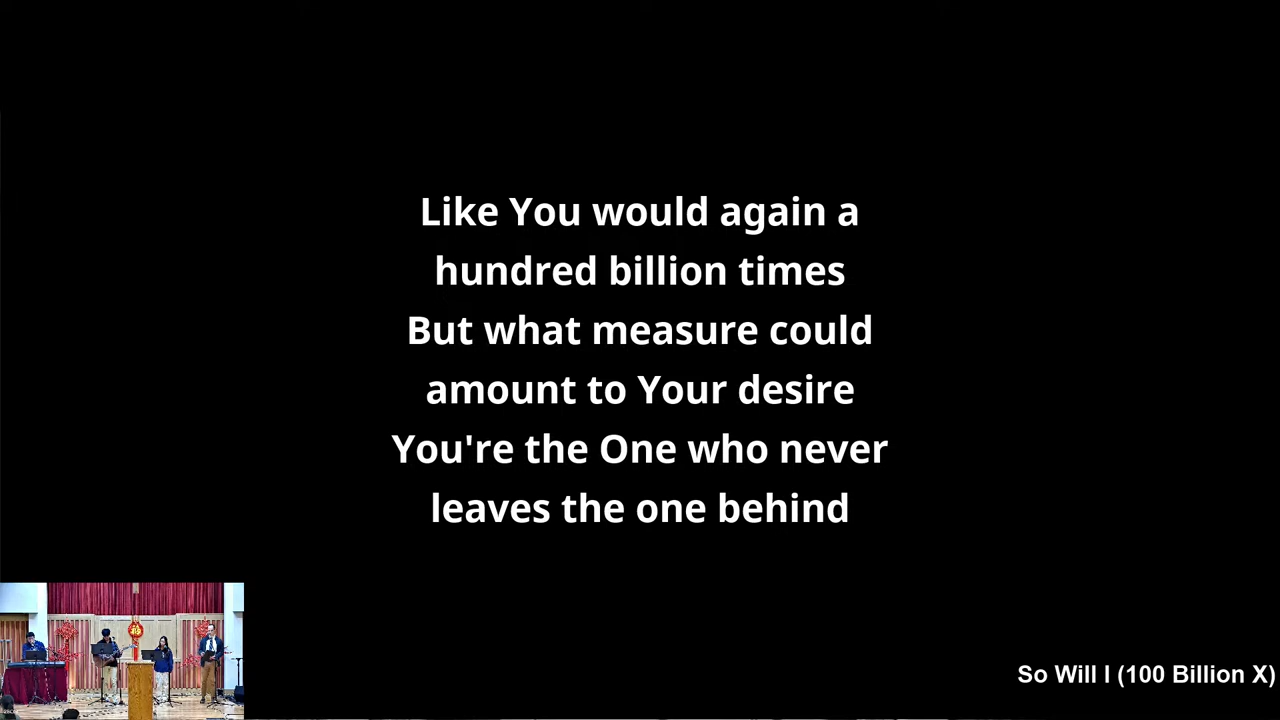 Like You would again a
hundred billion times
But what measure could
amount to Your desire
You're the One who never
leaves the one behind
福
So Will I (100 Billion X)